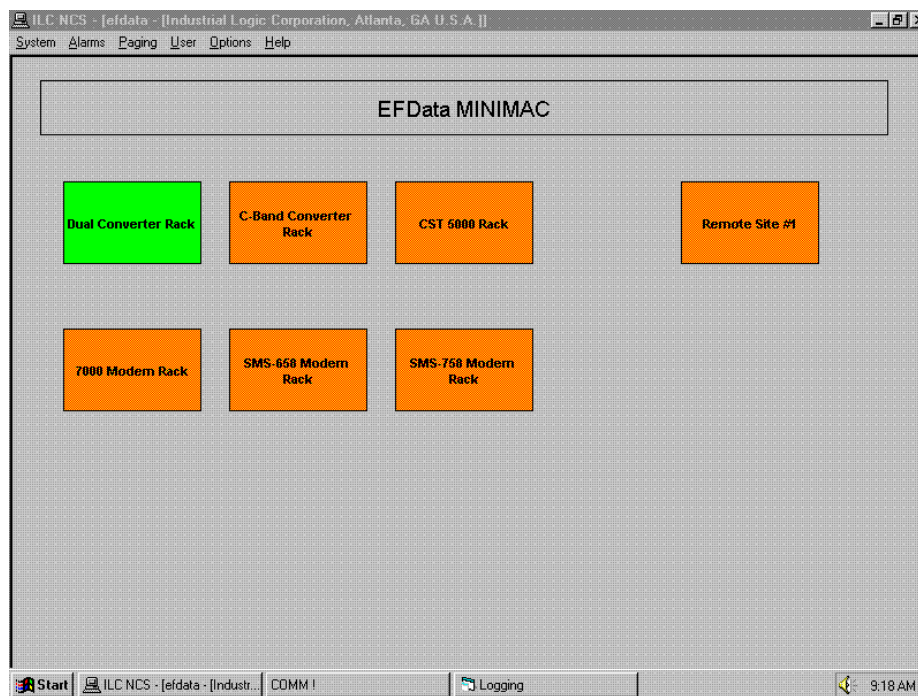 ILC NCS - [efdata - [Industrial Logic Corporation, Atlanta, GA U.S.A.]]
System Alarms Paging User Options Help
EFData MINIMAC
Dual Converter Rack
C-Band Converter
Rack
CST 5000 Rack
Remote Site #1
7000 Modem Rack
SMS-658 Modem
Rack
SMS-758 Modem
Rack
Start
ILC NCS - [efdata - [Industr...
COMM !
Logging
9:18 AM